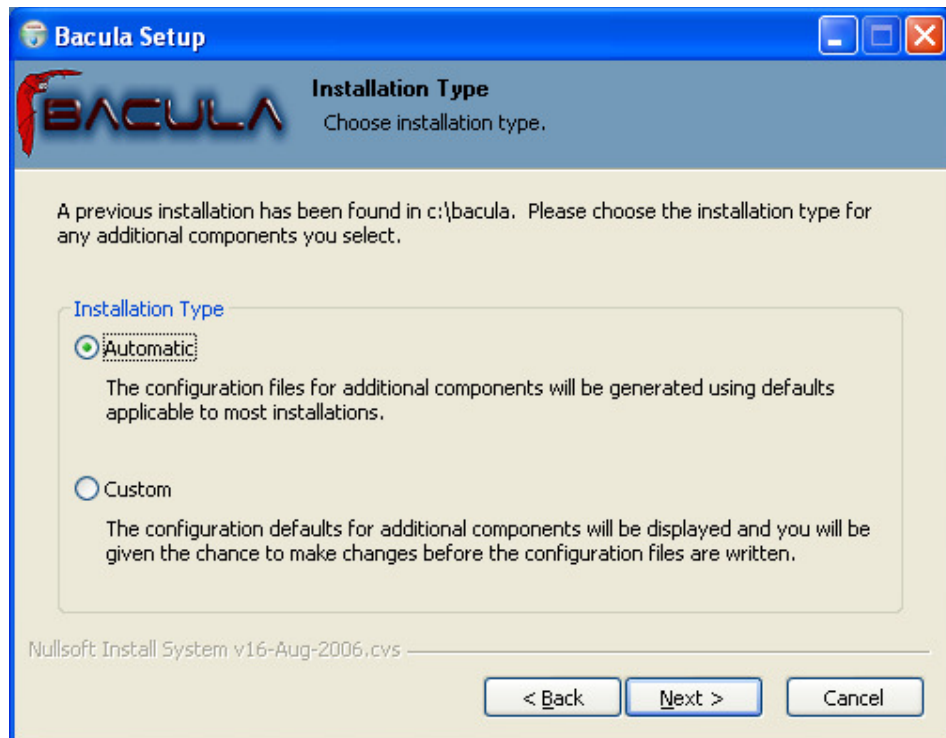 Bacula Setup
BACULA
Installation Type
Choose installation type.
A previous installation has been found in c:\bacula.  Please choose the installation type for
any additional components you select.
Installation Type
Automatic
The configuration files for additional components will be generated using defaults
applicable to most installations.
Custom
The configuration defaults for additional components will be displayed and you will be
given the chance to make changes before the configuration files are written.
Nullsoft Install System v16-Aug-2006.cvs
< Back
Next >
Cancel